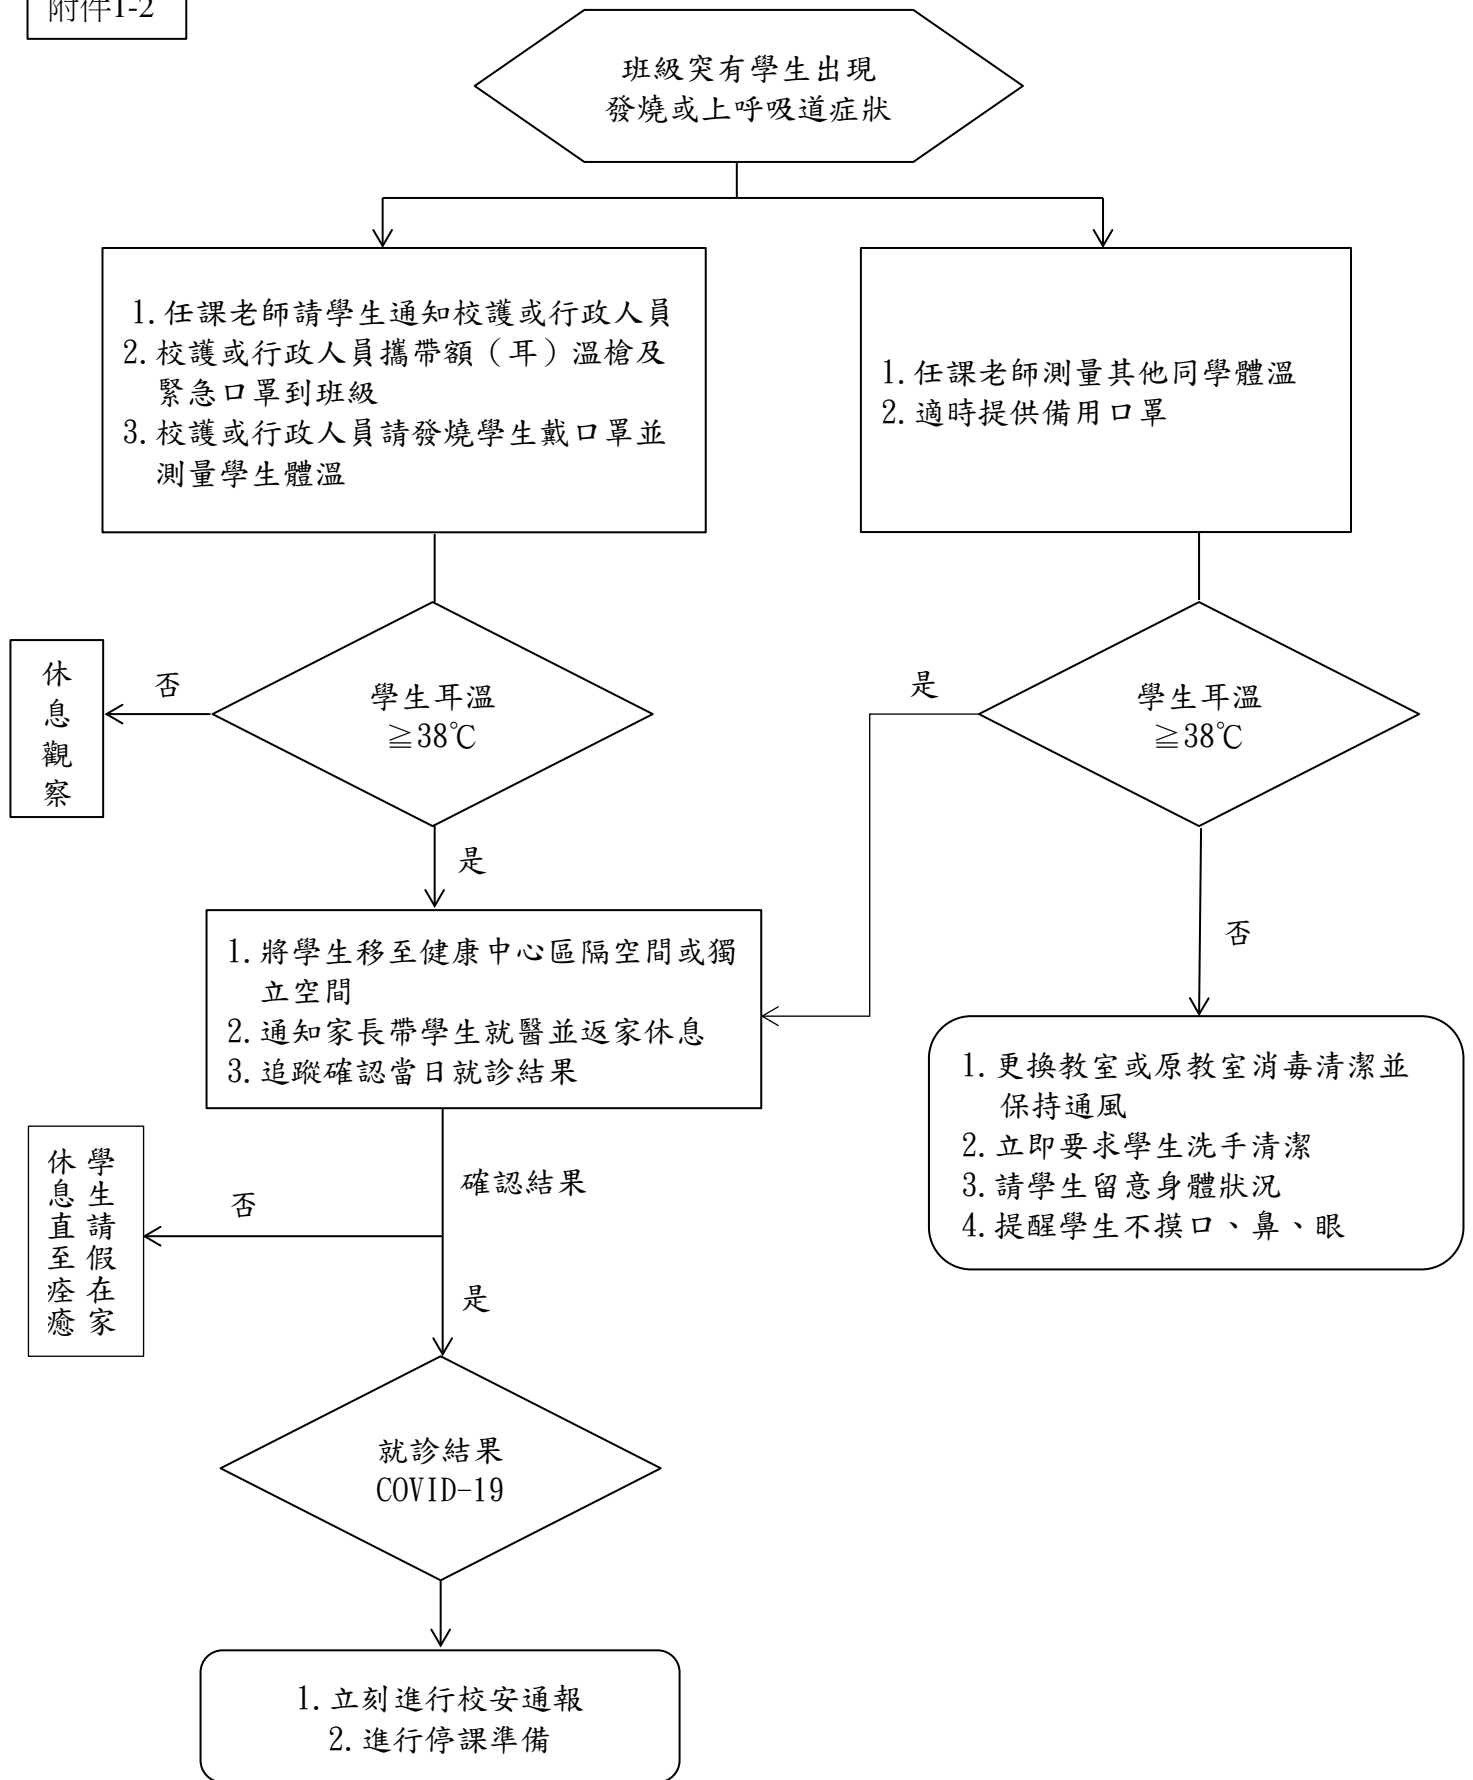 附件1-2
班級突有學生出現
發燒或上呼吸道症狀
1.任課老師請學生通知校護或行政人員
2.校護或行政人員攜帶額（耳）溫槍及
緊急口罩到班級
3.校護或行政人員請發燒學生戴口罩並
測量學生體溫
1.任課老師測量其他同學體溫
2.適時提供備用口罩
休息觀察
否
學生耳溫
≧38℃
是
學生耳溫
≧38℃
是
否
1.將學生移至健康中心區隔空間或獨
立空間
2.通知家長帶學生就醫並返家休息
3.追蹤確認當日就診結果
1.更換教室或原教室消毒清潔並
保持通風
2.立即要求學生洗手清潔
3.請學生留意身體狀況
4.提醒學生不摸口、鼻、眼
學生請假在家
休息直至痊癒
否
確認結果
是
就診結果
COVID-19
1.立刻進行校安通報
2.進行停課準備